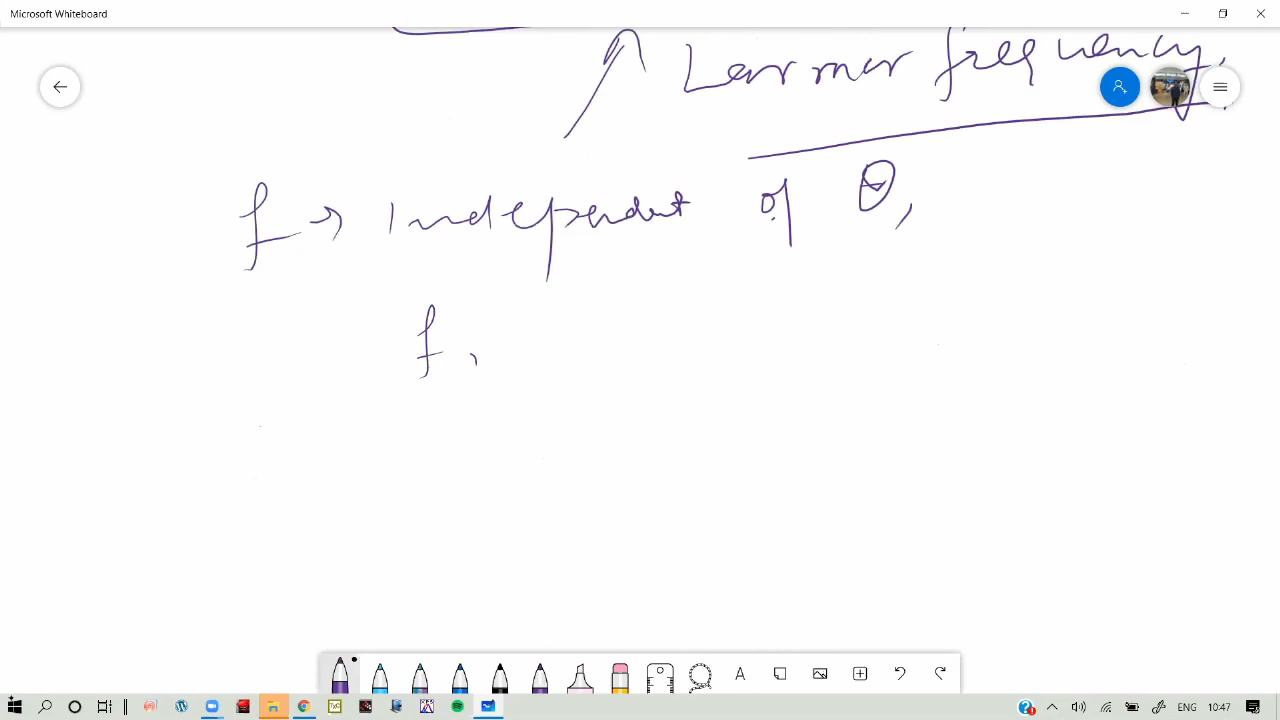 Microsoft Whiteboard
Larmor frequency.
f → Independent of θ,
f,
ENG 10:47